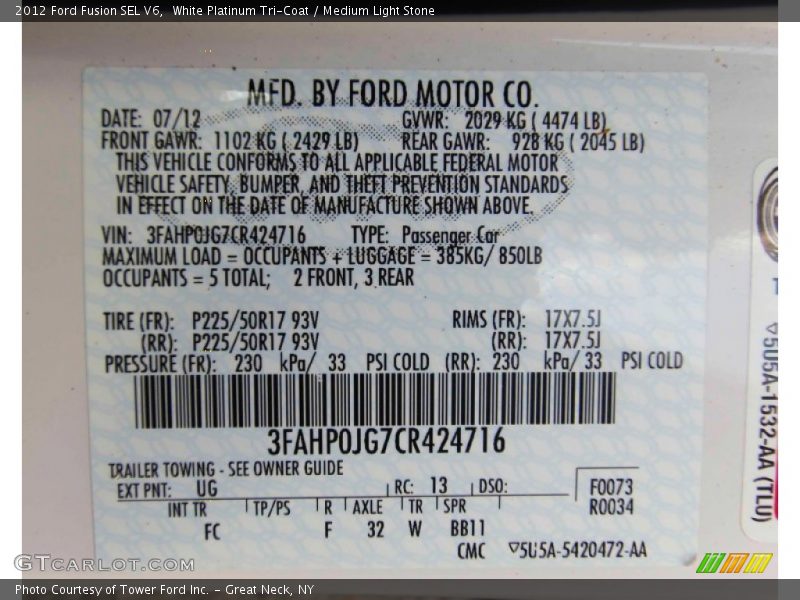 2012 Ford Fusion SEL V6,  White Platinum Tri-Coat / Medium Light Stone
MFD. BY FORD MOTOR CO.
DATE: 07/12 GVWR: 2029 KG ( 4474 LB)
FRONT GAWR: 1102 KG ( 2429 LB) REAR GAWR: 928 KG ( 2045 LB)
THIS VEHICLE CONFORMS TO ALL APPLICABLE FEDERAL MOTOR
VEHICLE SAFETY, BUMPER, AND THEFT PREVENTION STANDARDS
IN EFFECT ON THE DATE OF MANUFACTURE SHOWN ABOVE.
VIN: 3FAHP0JG7CR424716 TYPE: Passenger Car
MAXIMUM LOAD = OCCUPANTS + LUGGAGE = 385KG/ 850LB
OCCUPANTS = 5 TOTAL; 2 FRONT, 3 REAR
TIRE (FR): P225/50R17 93V RIMS (FR): 17X7.5J
(RR): P225/50R17 93V (RR): 17X7.5J
PRESSURE (FR): 230 kPa/ 33 PSI COLD (RR): 230 kPa/ 33 PSI COLD
3FAHP0JG7CR424716
TRAILER TOWING - SEE OWNER GUIDE
EXT PNT: UG RC: 13 DSO: F0073
INT TR TP/PS R AXLE TR SPR R0034
FC F 32 W BB11
CMC ▽5U5A-5420472-AA
▽5U5A-1532-AA (TLU)
GTCARLOT.COM
Photo Courtesy of Tower Ford Inc. - Great Neck, NY